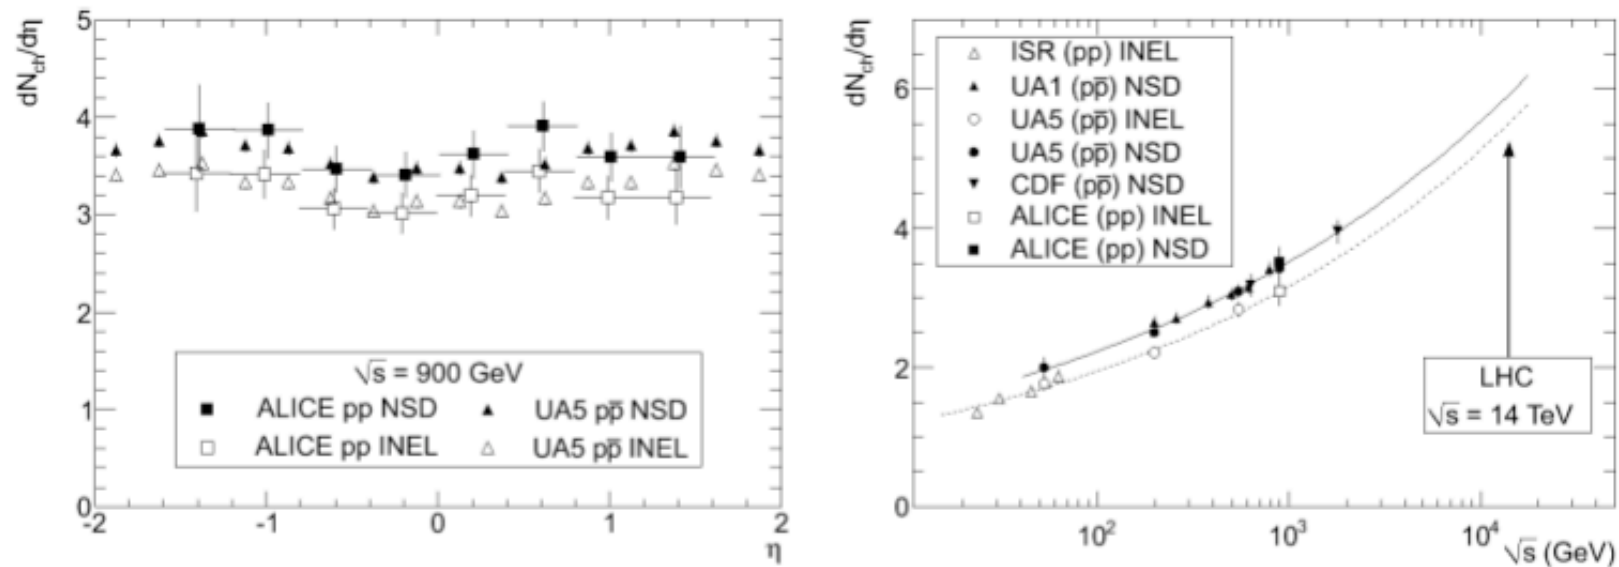 dN_ch/dη
5
4
3
2
1
0
-2
-1
0
1
2
η
√s = 900 GeV
ALICE pp NSD
UA5 pp̅ NSD
ALICE pp INEL
UA5 pp̅ INEL
dN_ch/dη
6
4
2
0
ISR (pp) INEL
UA1 (pp̅) NSD
UA5 (pp̅) INEL
UA5 (pp̅) NSD
CDF (pp̅) NSD
ALICE (pp) INEL
ALICE (pp) NSD
LHC
√s = 14 TeV
10²
10³
10⁴
√s (GeV)